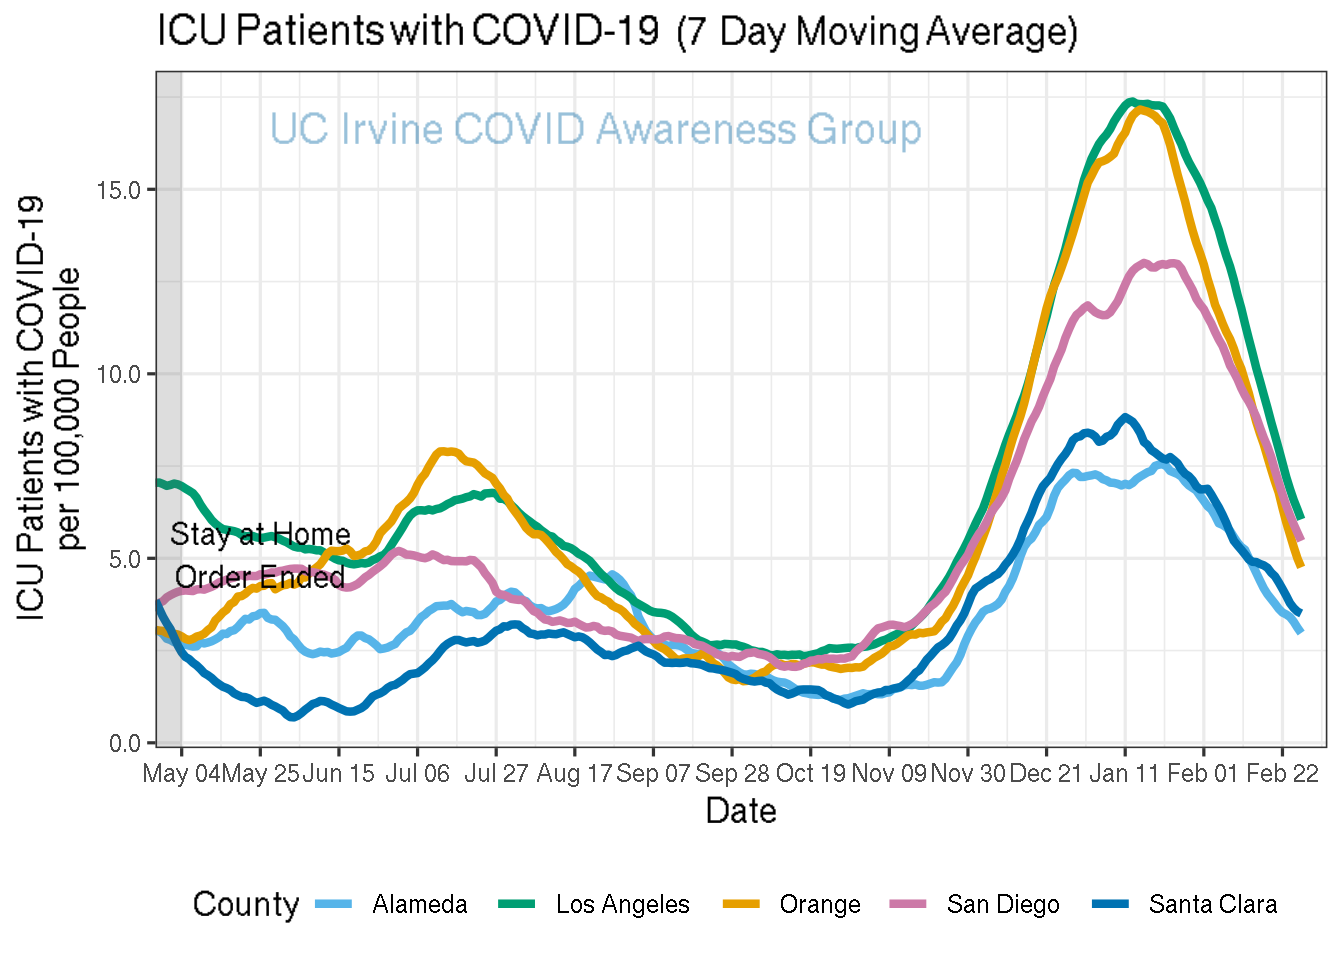 ICU Patients with COVID-19 (7 Day Moving Average)
UC Irvine COVID Awareness Group
ICU Patients with COVID-19
per 100,000 People
15.0
10.0
5.0
0.0
Stay at Home
Order Ended
May 04 May 25 Jun 15 Jul 06 Jul 27 Aug 17 Sep 07 Sep 28 Oct 19 Nov 09 Nov 30 Dec 21 Jan 11 Feb 01 Feb 22
Date
County Alameda Los Angeles Orange San Diego Santa Clara